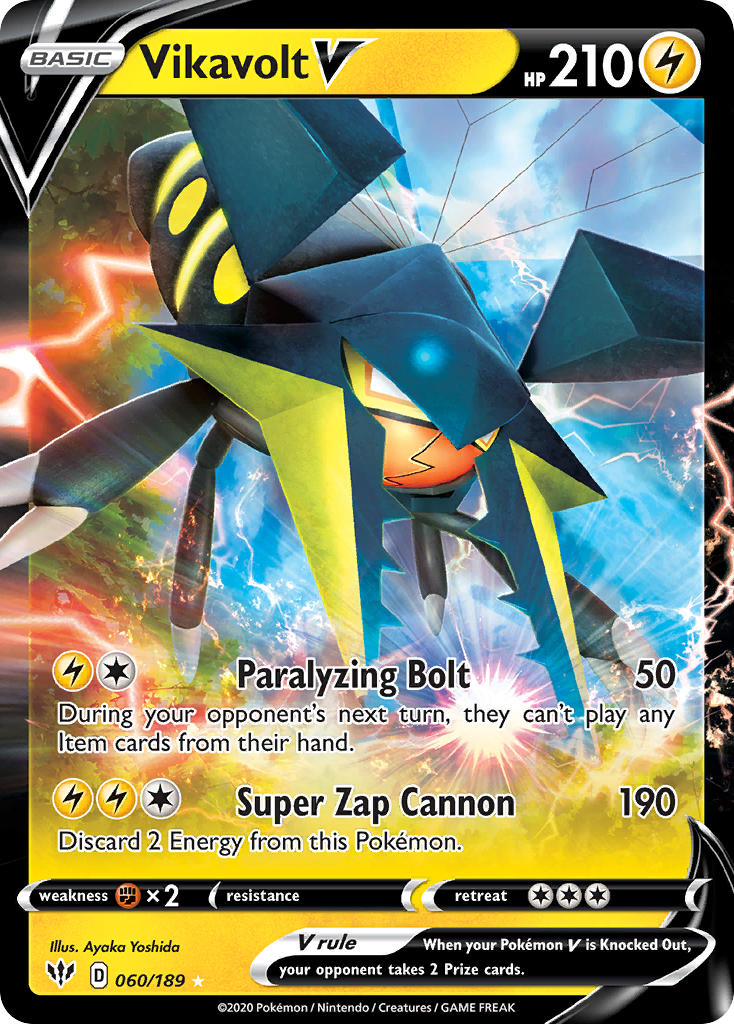 BASIC Vikavolt V HP 210
Paralyzing Bolt 50
During your opponent's next turn, they can't play any
Item cards from their hand.
Super Zap Cannon 190
Discard 2 Energy from this Pokémon.
weakness ×2 resistance retreat
Illus. Ayaka Yoshida
V rule When your Pokémon V is Knocked Out,
your opponent takes 2 Prize cards.
D 060/189
©2020 Pokémon / Nintendo / Creatures / GAME FREAK